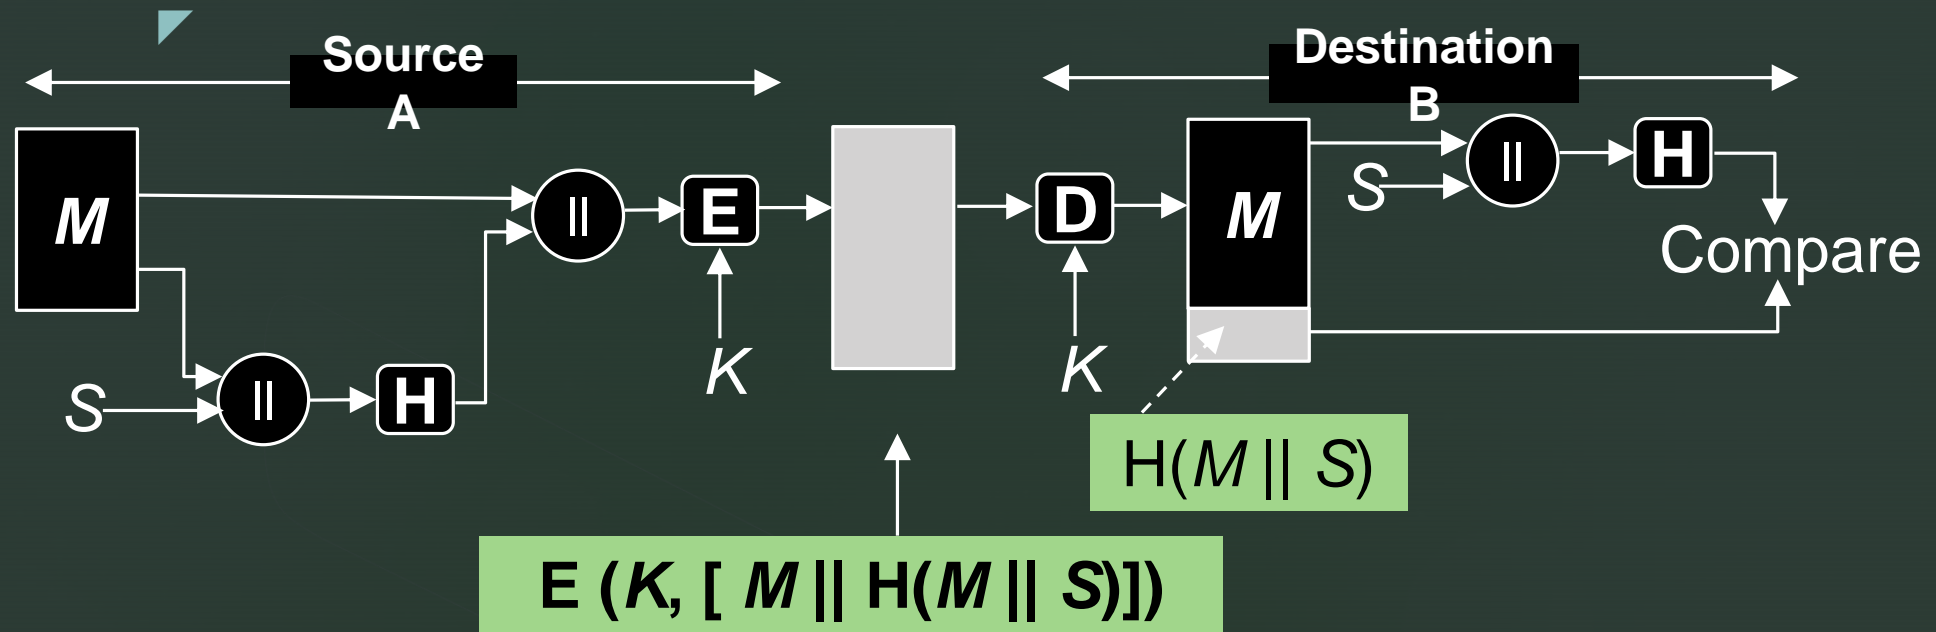 Source
A
Destination
B
M
||
E
D
M
S
||
H
Compare
K
K
S
||
H
H(M || S)
E (K, [ M || H(M || S)])